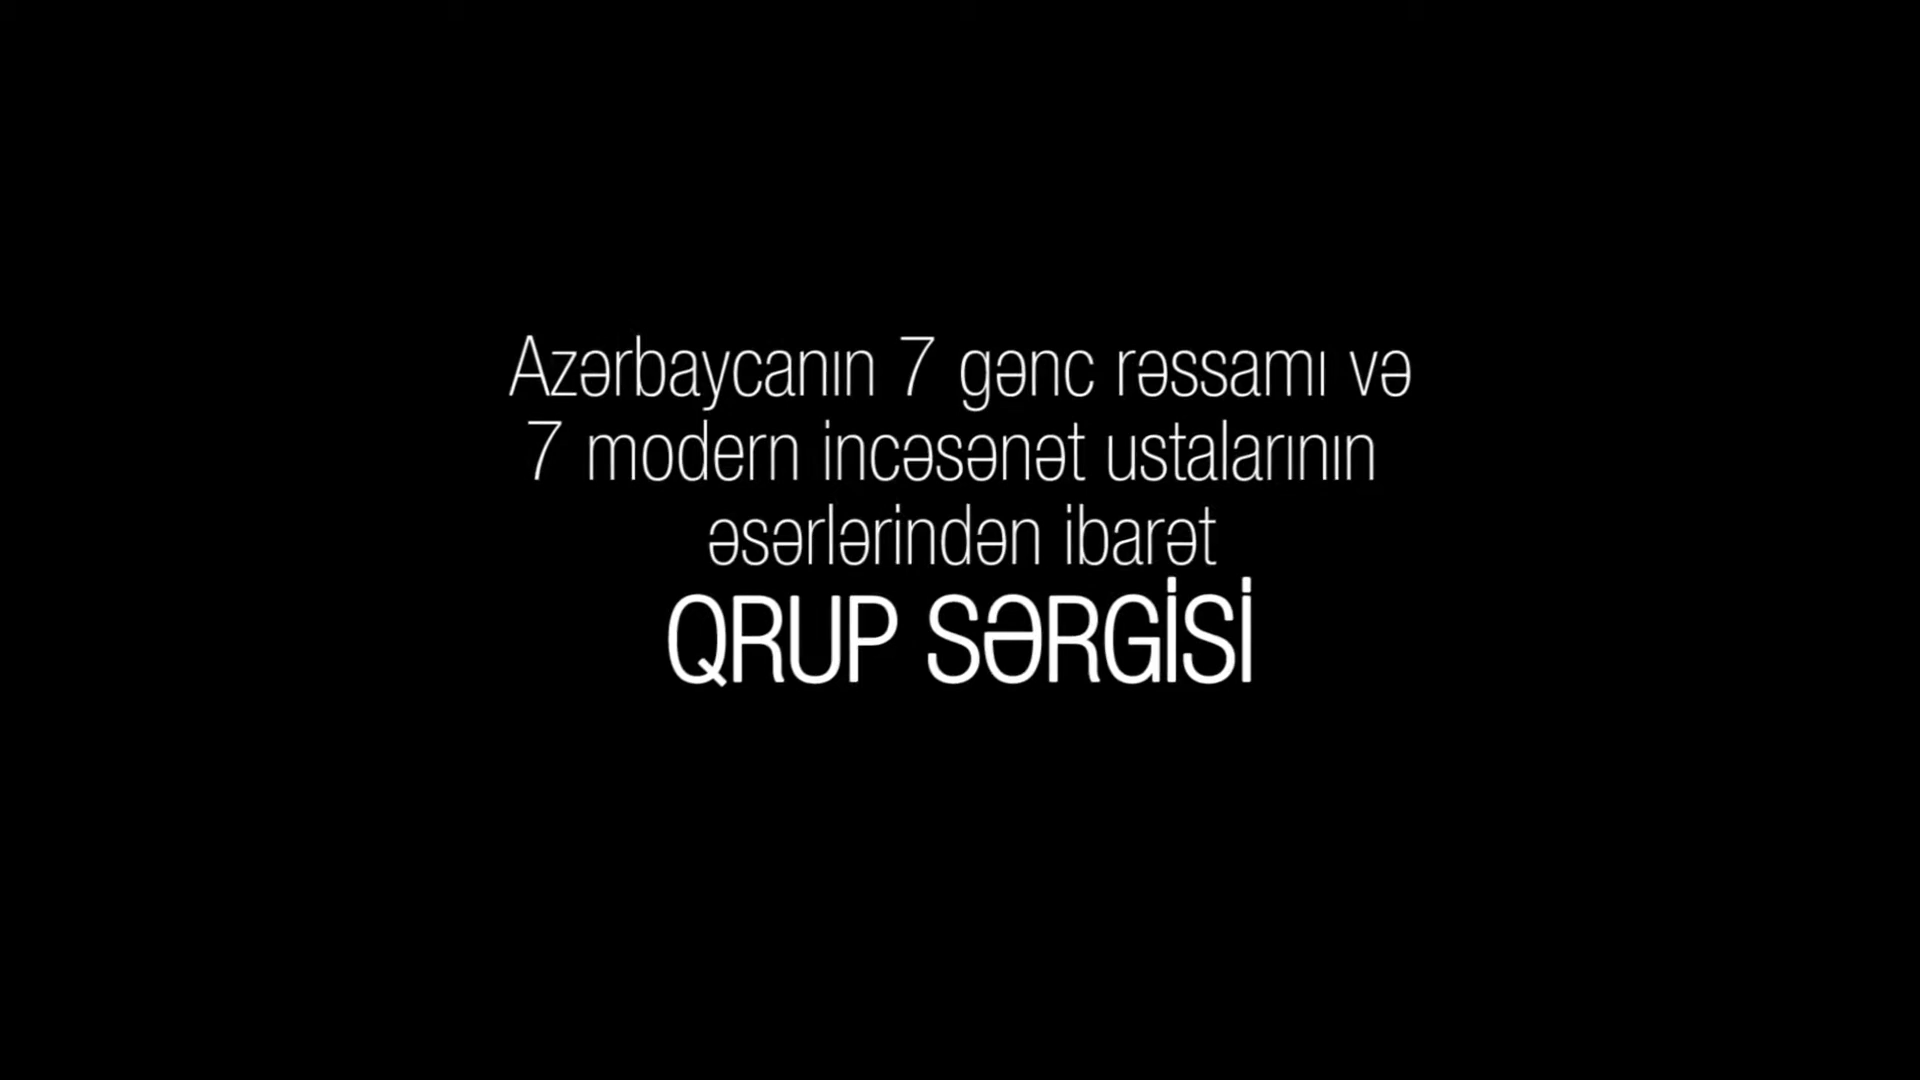 Azərbaycanın 7 gənc rəssamı və
7 modern incəsənət ustalarının
əsərlərindən ibarət
QRUP SƏRGİSİ